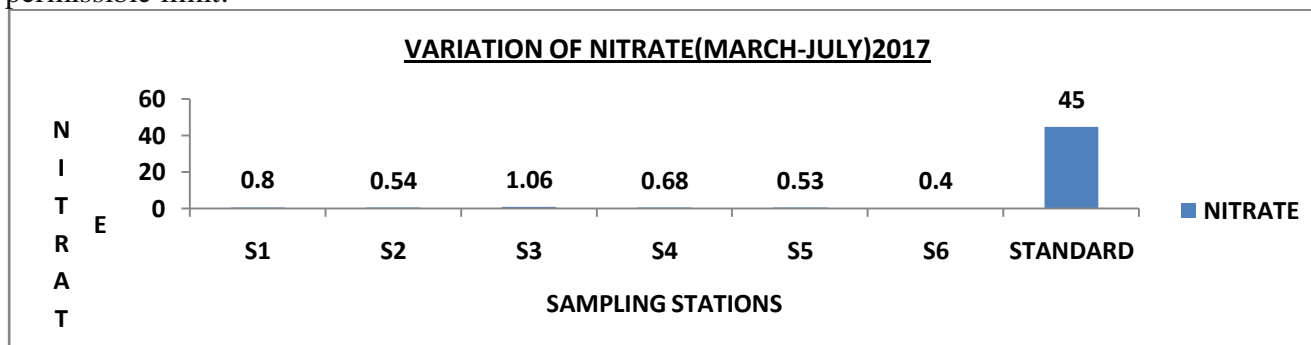 permissible limit.
VARIATION OF NITRATE(MARCH-JULY)2017
NITRATE
60
40
20
0
0.8
0.54
1.06
0.68
0.53
0.4
45
S1
S2
S3
S4
S5
S6
STANDARD
SAMPLING STATIONS
NITRATE